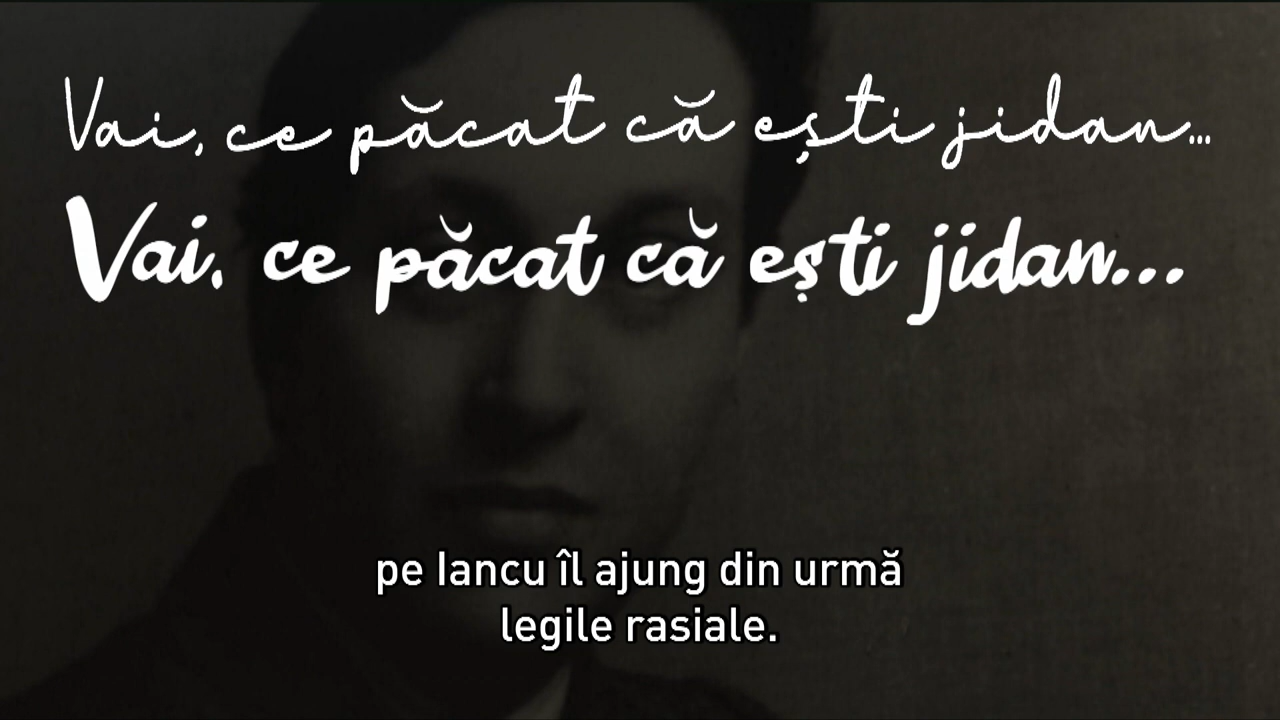 Vai, ce păcat că ești jidan...
Vai, ce păcat că ești jidan...
pe Iancu îl ajung din urmă
legile rasiale.